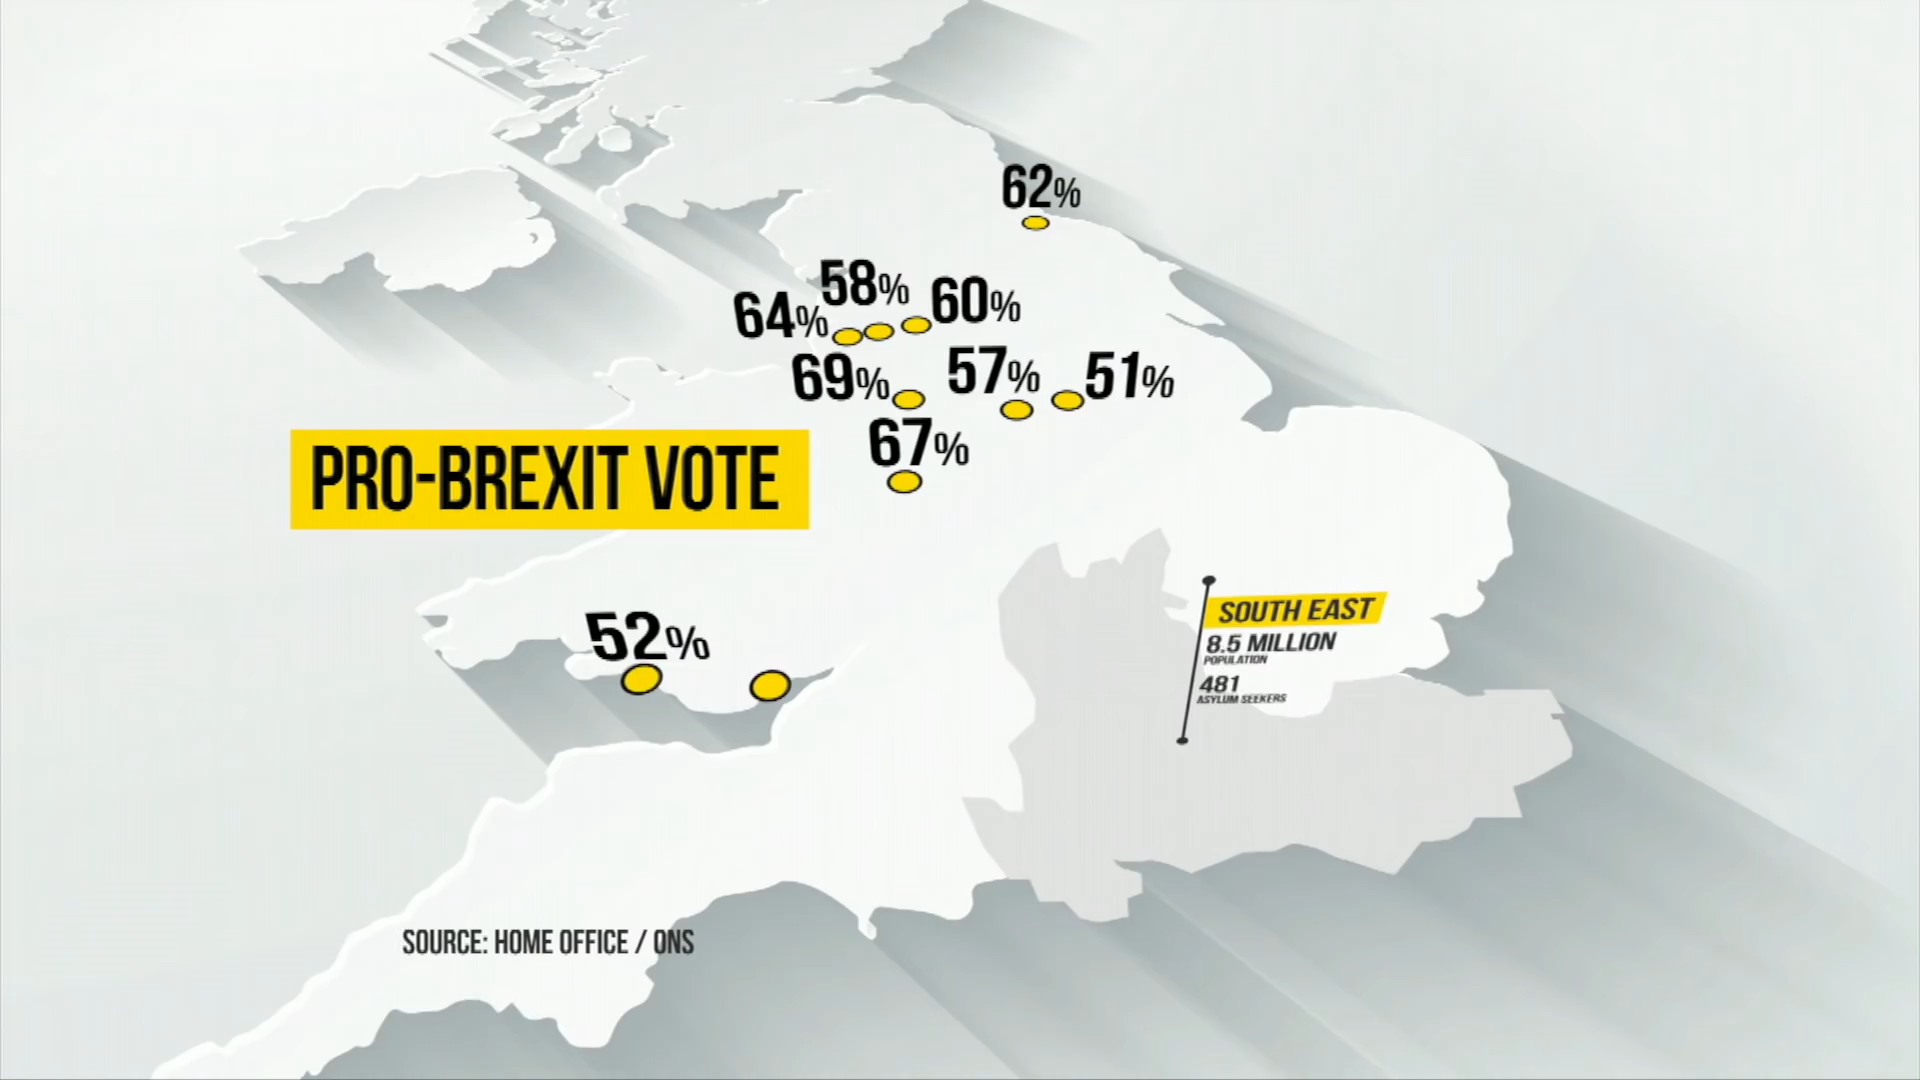 62%
58%
60%
64%
57%
51%
69%
67%
PRO-BREXIT VOTE
SOUTH EAST
8.5 MILLION
POPULATION
52%
481
ASYLUM SEEKERS
SOURCE: HOME OFFICE / ONS